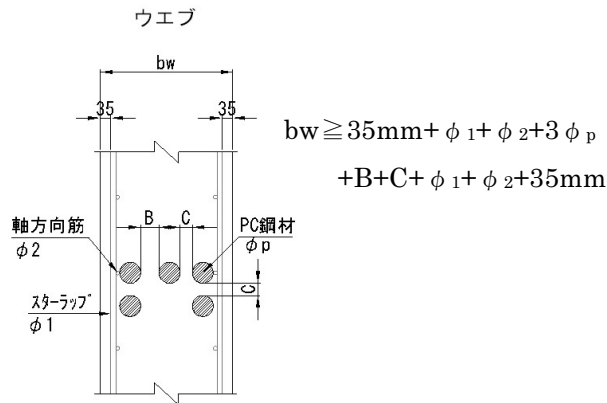 ウエブ
bw
35
35
bw≧35mm+φ1+φ2+3φp
+B+C+φ1+φ2+35mm
B
C
軸方向筋
φ2
PC鋼材
φp
C
スターラップ
φ1